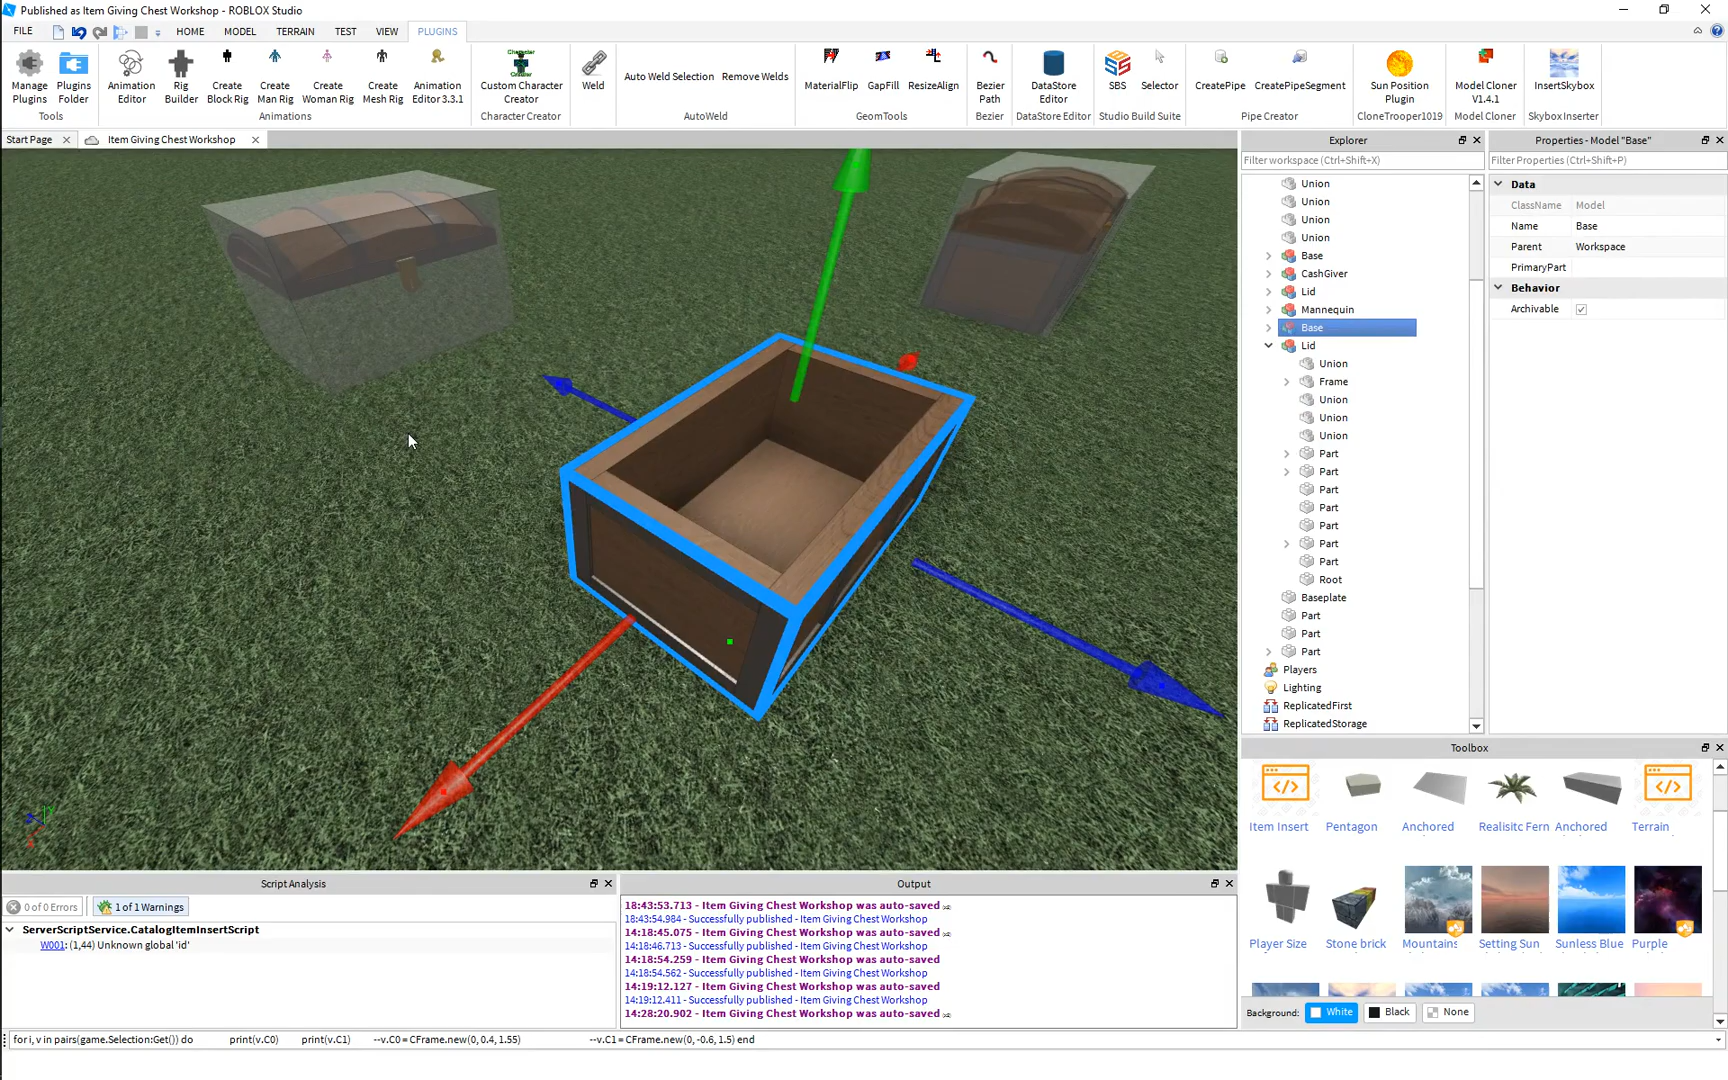 Published as Item Giving Chest Workshop - ROBLOX Studio
FILE HOME MODEL TERRAIN TEST VIEW PLUGINS
Manage Plugins
Plugins Folder
Tools
Animation Editor
Rig Builder
Create Block Rig
Create Man Rig
Create Woman Rig
Create Mesh Rig
Animation Editor 3.3.1
Animations
Custom Character Creator
Character Creator
Weld
Auto Weld Selection
Remove Welds
AutoWeld
MaterialFlip
GapFill
ResizeAlign
GeomTools
Bezier Path
Bezier
DataStore Editor
DataStore Editor
SBS
Selector
Studio Build Suite
CreatePipe
CreatePipeSegment
Pipe Creator
Sun Position Plugin
CloneTrooper1019
Model Cloner V1.4.1
Model Cloner
InsertSkybox
Skybox Inserter
Start Page
Item Giving Chest Workshop
Explorer
Filter workspace (Ctrl+Shift+X)
Union
Union
Union
Union
Base
CashGiver
Lid
Mannequin
Base
Lid
Union
Frame
Union
Union
Union
Part
Part
Part
Part
Part
Part
Part
Root
Baseplate
Part
Part
Part
Players
Lighting
ReplicatedFirst
ReplicatedStorage
Properties - Model "Base"
Filter Properties (Ctrl+Shift+P)
Data
ClassName Model
Name Base
Parent Workspace
PrimaryPart
Behavior
Archivable
Toolbox
Item Insert Pentagon Anchored Realisitc Fern Anchored Terrain
Player Size Stone brick Mountains Setting Sun Sunless Blue Purple
Background: White Black None
Script Analysis
0 of 0 Errors 1 of 1 Warnings
ServerScriptService.CatalogItemInsertScript
W001: (1,44) Unknown global 'id'
Output
18:43:53.713 - Item Giving Chest Workshop was auto-saved
18:43:54.984 - Successfully published - Item Giving Chest Workshop
14:18:45.075 - Item Giving Chest Workshop was auto-saved
14:18:46.713 - Successfully published - Item Giving Chest Workshop
14:18:54.259 - Item Giving Chest Workshop was auto-saved
14:18:54.562 - Successfully published - Item Giving Chest Workshop
14:19:12.127 - Item Giving Chest Workshop was auto-saved
14:19:12.411 - Successfully published - Item Giving Chest Workshop
14:28:20.902 - Item Giving Chest Workshop was auto-saved
for i, v in pairs(game.Selection:Get()) do print(v.C0) print(v.C1) --v.C0 = CFrame.new(0, 0.4, 1.55) --v.C1 = CFrame.new(0, -0.6, 1.5) end